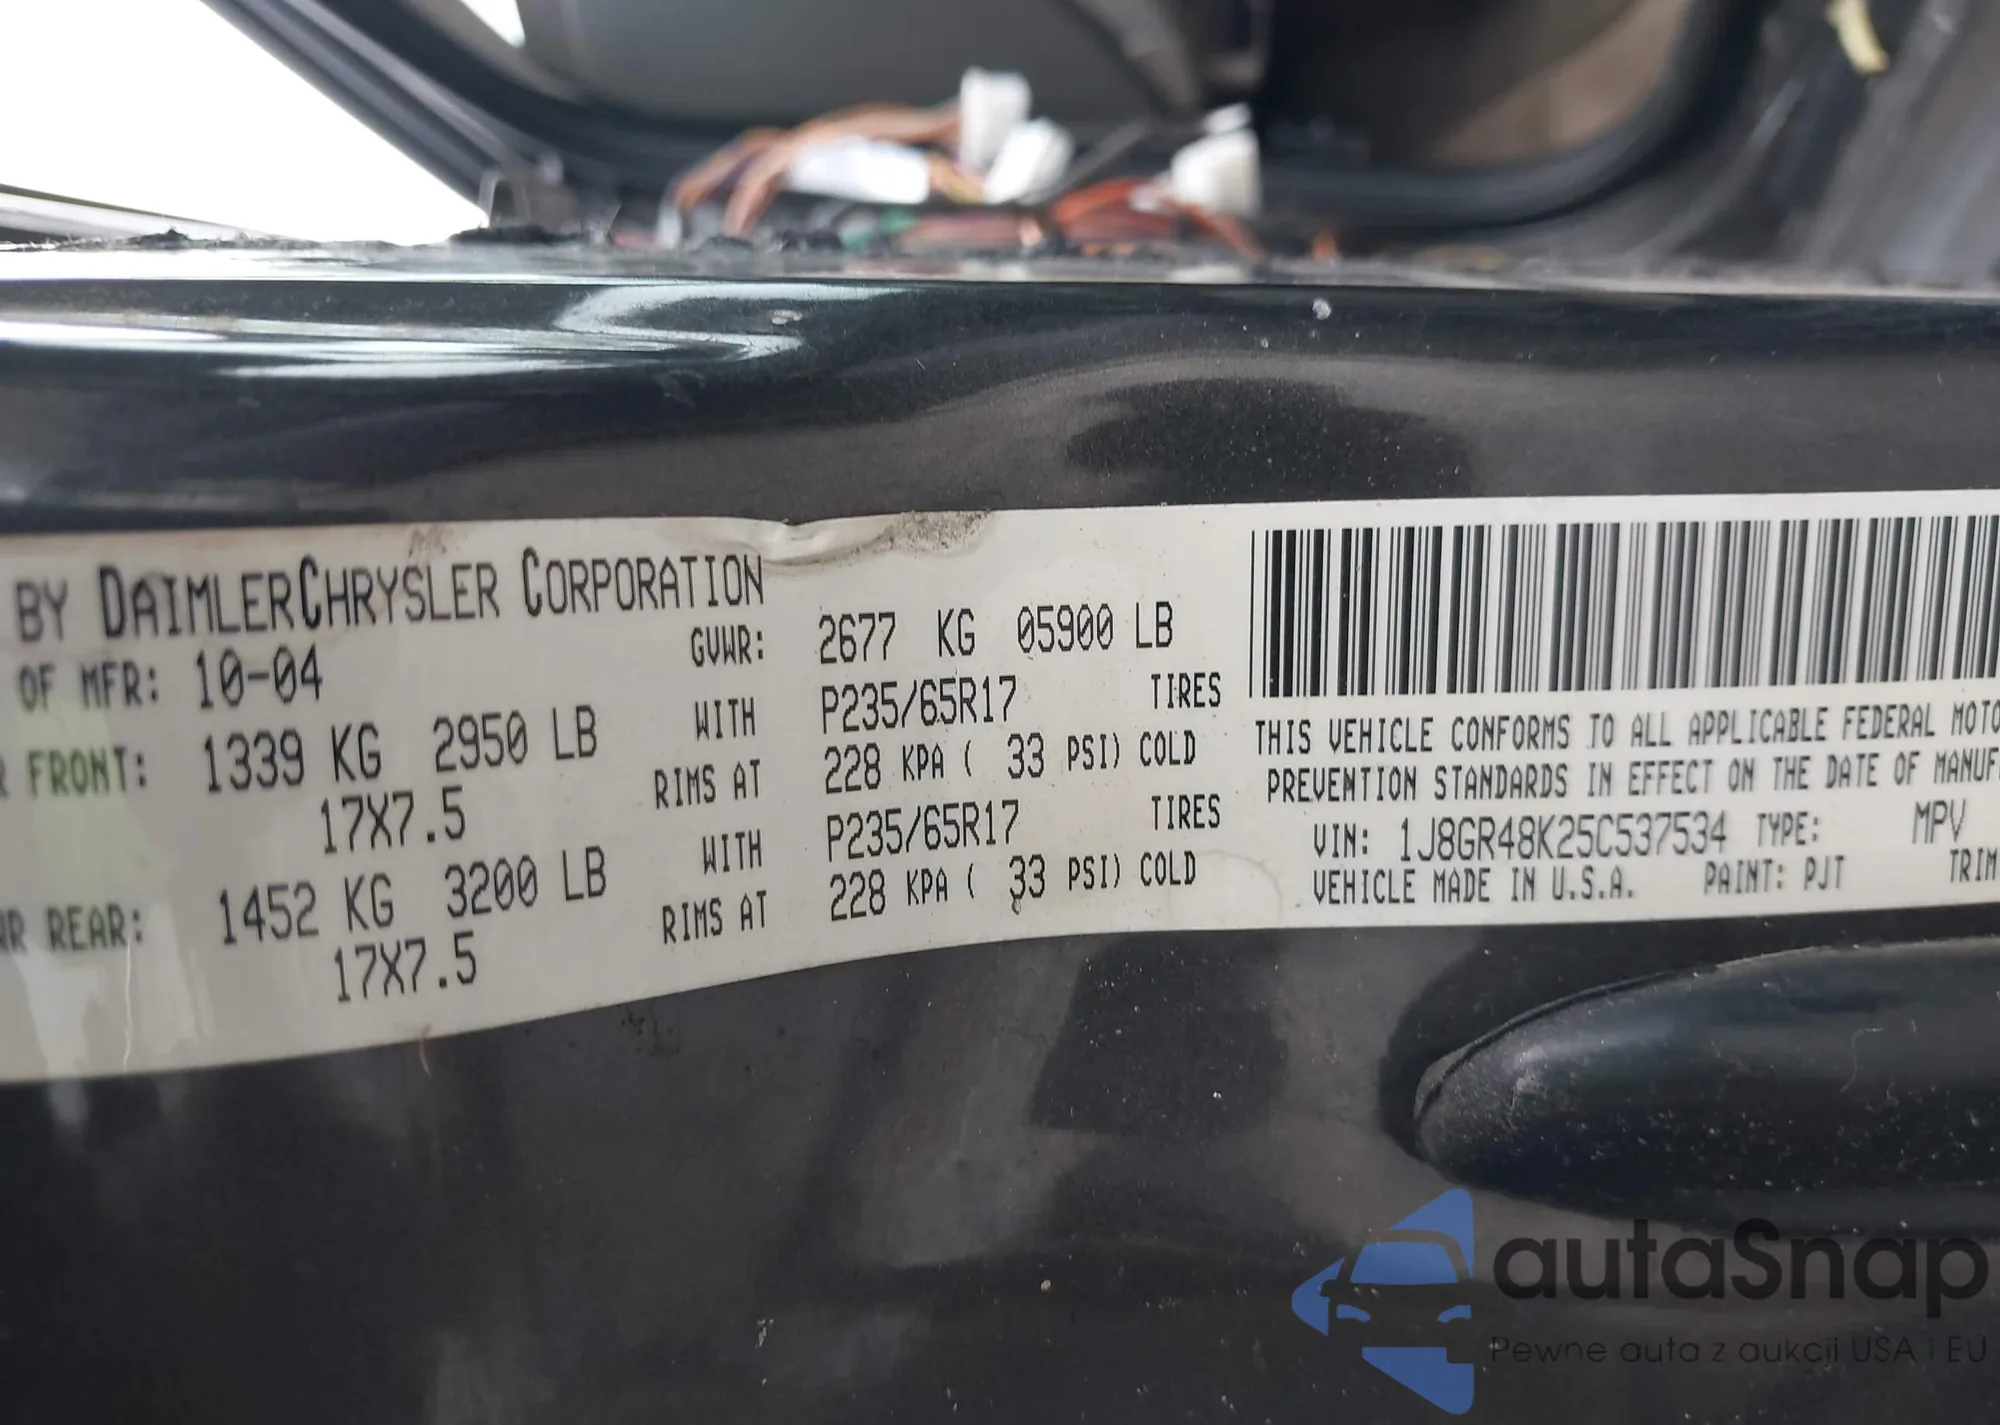 BY DAIMLERCHRYSLER CORPORATION
OF MFR: 10-04 GVWR: 2677 KG 05900 LB
FRONT: 1339 KG 2950 LB WITH P235/65R17 TIRES
17X7.5 RIMS AT 228 KPA ( 33 PSI) COLD
REAR: 1452 KG 3200 LB WITH P235/65R17 TIRES
17X7.5 RIMS AT 228 KPA ( 33 PSI) COLD
THIS VEHICLE CONFORMS TO ALL APPLICABLE FEDERAL MOTO
PREVENTION STANDARDS IN EFFECT ON THE DATE OF MANUF
VIN: 1J8GR48K25C537534 TYPE: MPV
VEHICLE MADE IN U.S.A. PAINT: PJT TRIM
autaSnap
Pewne auta z aukcji USA i EU